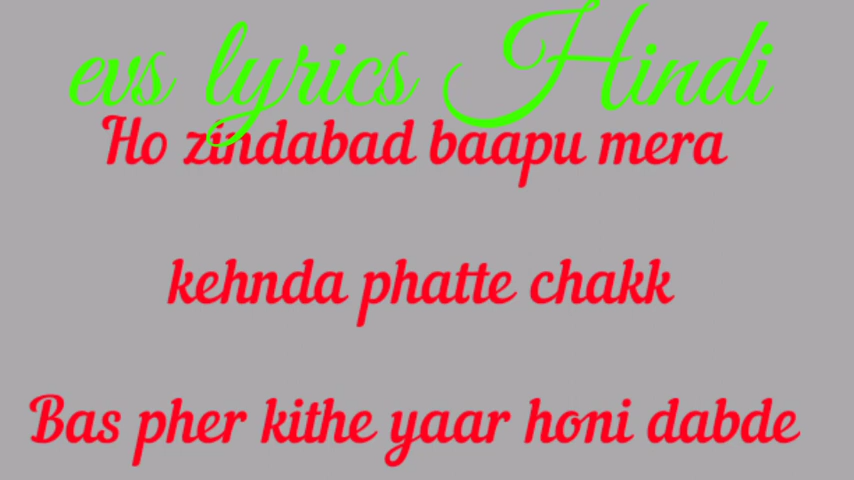 evs lyrics Hindi
Ho zindabad baapu mera
kehnda phatte chakk
Bas pher kithe yaar honi dabde